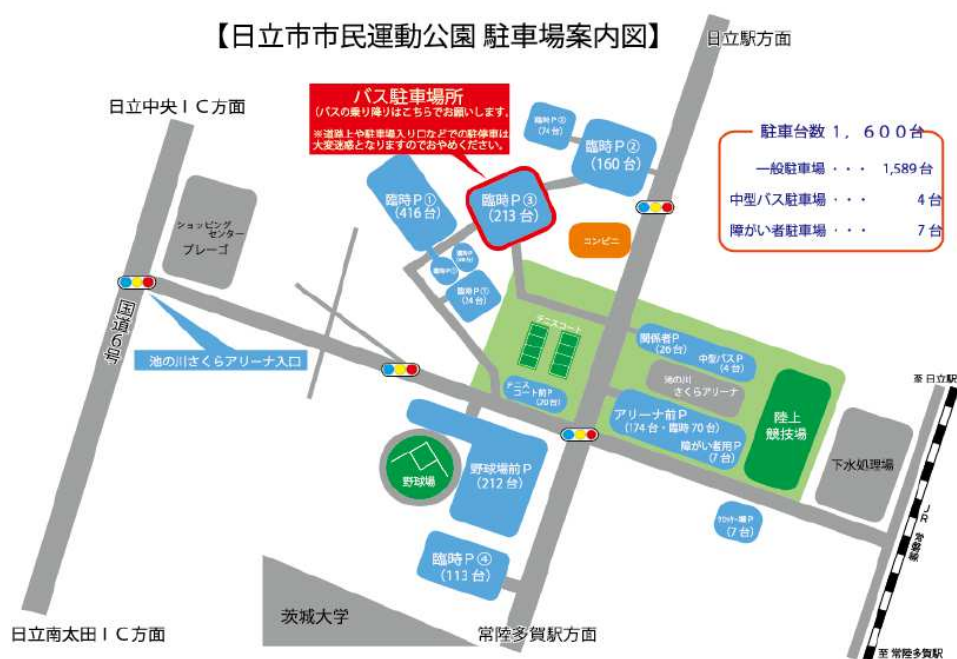 【日立市市民運動公園 駐車場案内図】
日立駅方面
日立中央ＩＣ方面
バス駐車場所
(バスの乗り降りはこちらでお願いします。
※道路上や駐車場入り口などでの駐停車は
大変迷惑となりますのでおやめください。
臨時Ｐ②
(74台)
臨時Ｐ②
(160台)
駐車台数 1，600台
一般駐車場 ・・・ 1,589台
中型バス駐車場 ・・・ 4台
障がい者駐車場 ・・・ 7台
臨時Ｐ①
(416台)
臨時Ｐ③
(213台)
コンビニ
ショッピング
センター
ブレーゴ
臨時Ｐ①
臨時Ｐ①
(74台)
国道6号
池の川さくらアリーナ入口
テニスコート
関係者Ｐ
(26台)
中型バスＰ
(4台)
池の川
さくらアリーナ
テニス
コート前Ｐ
(20台)
アリーナ前Ｐ
(174台・臨時70台)
障がい者用Ｐ
(7台)
陸上
競技場
至 日立駅
下水処理場
野球場
野球場前Ｐ
(212台)
(7台)
ＪＲ 常磐線
臨時Ｐ④
(113台)
茨城大学
日立南太田ＩＣ方面
常陸多賀駅方面
至 常陸多賀駅